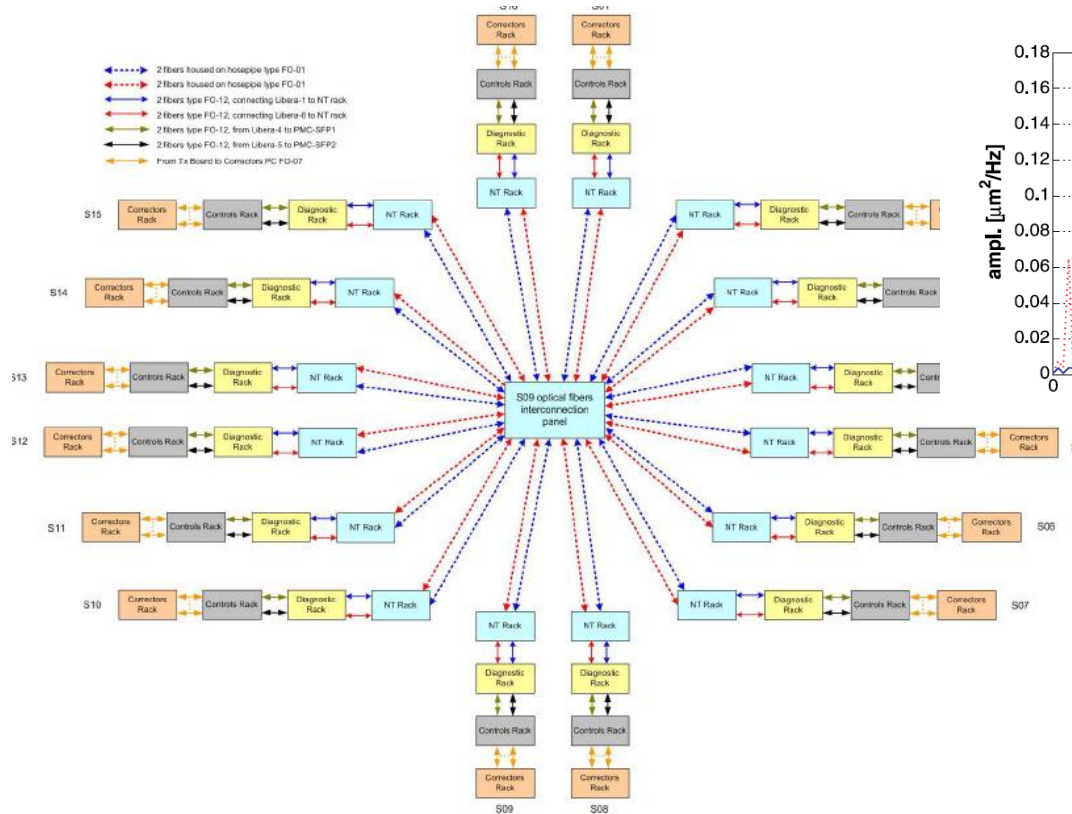 Correctors
Rack
Correctors
Rack
2 fibers housed on hosepipe type FO-01
2 fibers housed on hosepipe type FO-01
2 fibers type FO-12, connecting Libera-1 to NT rack
2 fibers type FO-12, connecting Libera-8 to NT rack
2 fibers type FO-12, from Libera-4 to PMC-SFP1
2 fibers type FO-12, from Libera-5 to PMC-SFP2
From Tx Board to Correctors PC FO-07
Controls Rack
Controls Rack
Diagnostic
Rack
Diagnostic
Rack
NT Rack
NT Rack
S15
Correctors
Rack
Controls Rack
Diagnostic
Rack
NT Rack
NT Rack
Diagnostic
Rack
Controls Rack
S14
Correctors
Rack
Controls Rack
Diagnostic
Rack
NT Rack
NT Rack
Diagnostic
Rack
Controls Rack
S13
Correctors
Rack
Controls Rack
Diagnostic
Rack
NT Rack
S09 optical fibers
interconnection
panel
NT Rack
Diagnostic
Rack
S12
Correctors
Rack
Controls Rack
Diagnostic
Rack
NT Rack
NT Rack
Diagnostic
Rack
Controls Rack
Correctors
Rack
S11
Correctors
Rack
Controls Rack
Diagnostic
Rack
NT Rack
NT Rack
Diagnostic
Rack
Controls Rack
Correctors
Rack
S06
S10
Correctors
Rack
Controls Rack
Diagnostic
Rack
NT Rack
NT Rack
Diagnostic
Rack
Controls Rack
Correctors
Rack
S07
NT Rack
NT Rack
Diagnostic
Rack
Diagnostic
Rack
Controls Rack
Controls Rack
Correctors
Rack
Correctors
Rack
S09
S08
ampl. [μm²/Hz]
0.18
0.16
0.14
0.12
0.1
0.08
0.06
0.04
0.02
0
0